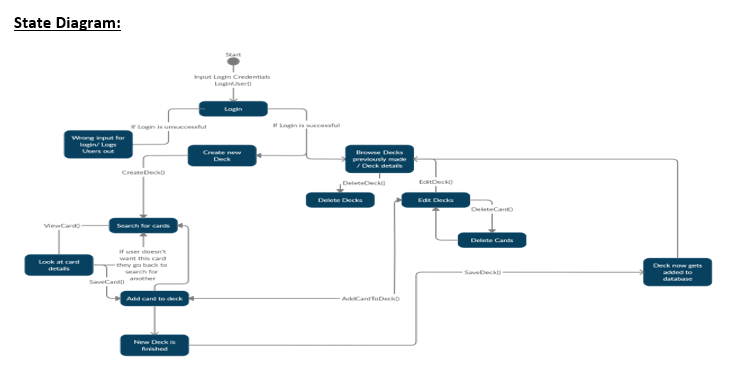 State Diagram:
Start
Input Login Credentials
LoginUser()
Login
If Login is unsuccessful
If Login is successful
Wrong input for
login/ Logs
Users out
Create new
Deck
Browse Decks
previously made
/ Deck details
CreateDeck()
DeleteDeck()
EditDeck()
Delete Decks
Edit Decks
DeleteCard()
ViewCard()
Search for cards
Delete Cards
If user doesn't
want this card
they go back to
search for
another
Look at card
details
Deck now gets
added to
database
SaveDeck()
SaveCard()
Add card to deck
AddCardToDeck()
New Deck is
finished